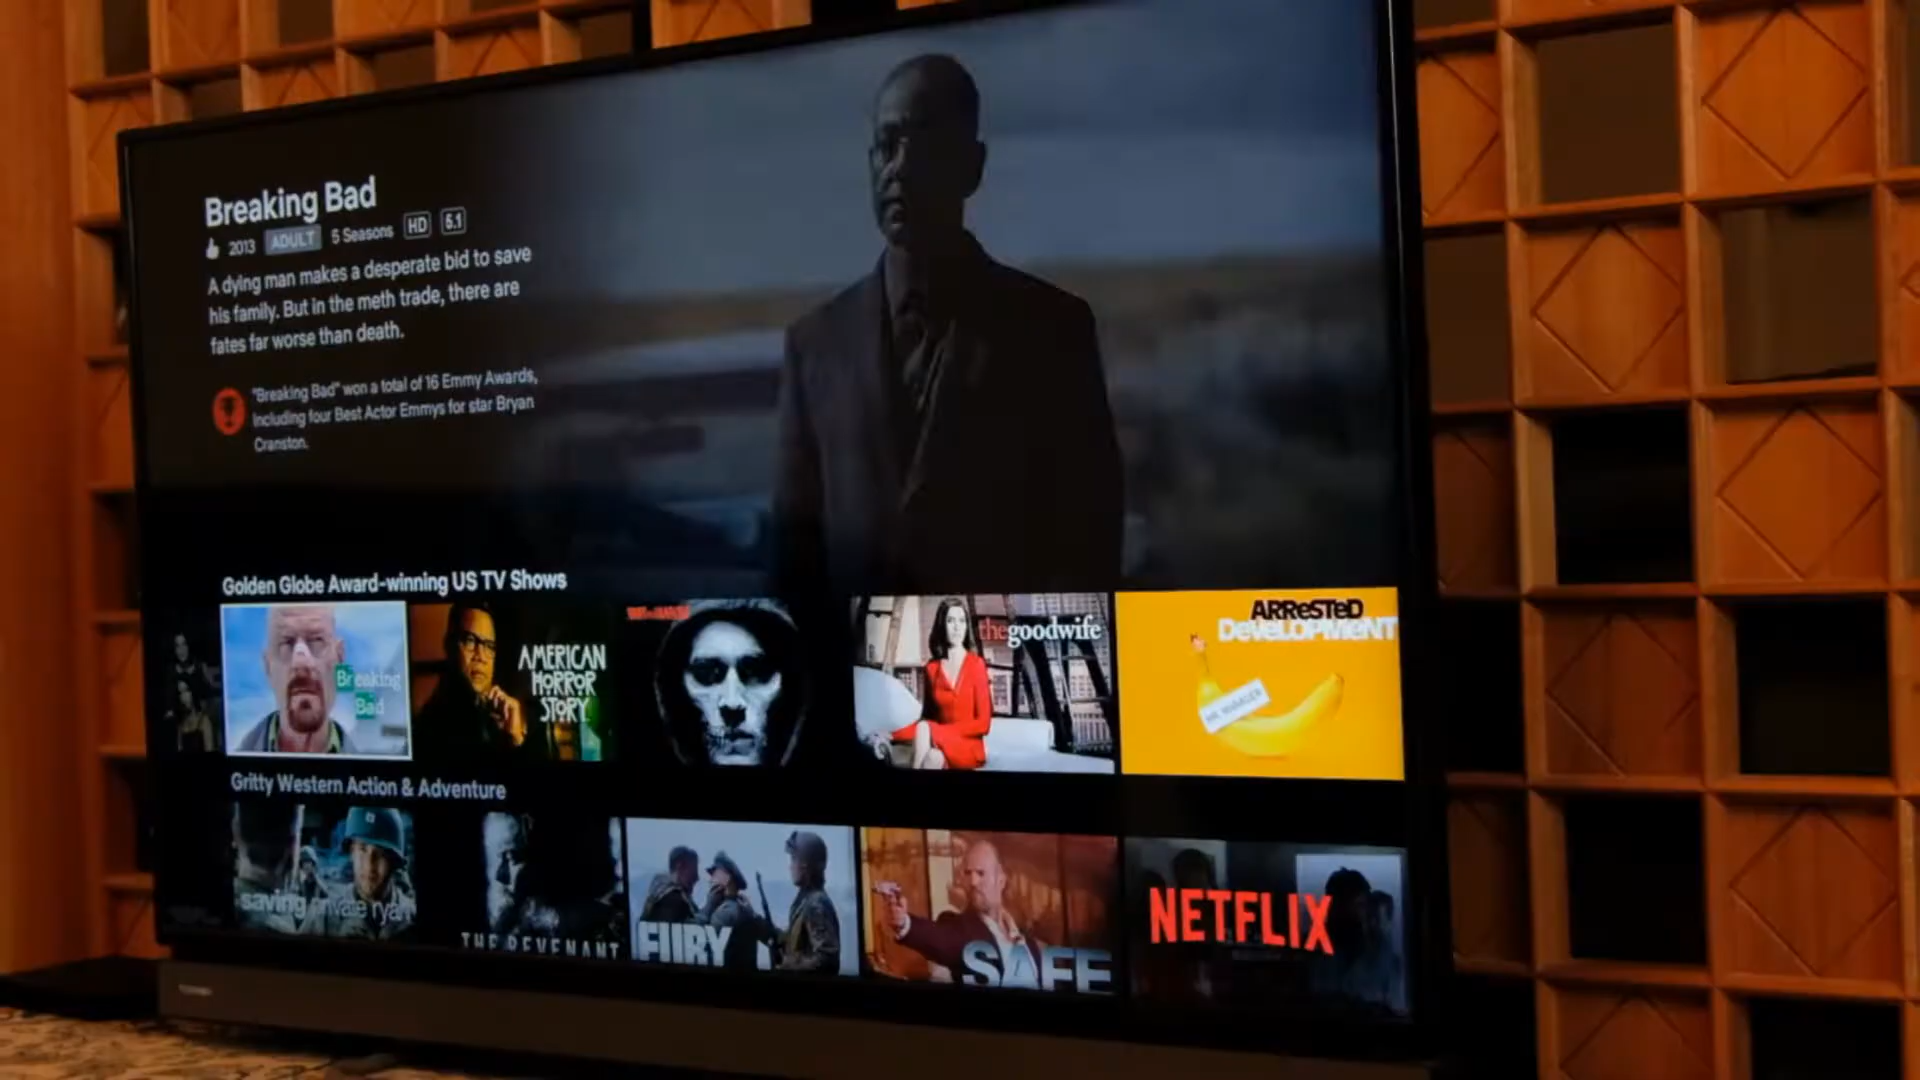 Breaking Bad
2013 ADULT 5 Seasons HD 5.1
A dying man makes a desperate bid to save
his family. But in the meth trade, there are
fates far worse than death.
"Breaking Bad" won a total of 16 Emmy Awards,
including four Best Actor Emmys for star Bryan
Cranston.
Golden Globe Award-winning US TV Shows
Breaking
Bad
AMERICAN
HORROR
STORY
thegoodwife
ARReSTeD
DeVeLOPMeNT
MR. MANAGER
Gritty Western Action & Adventure
saving private ryan
THE REVENANT
FURY
SAFE
NETFLIX